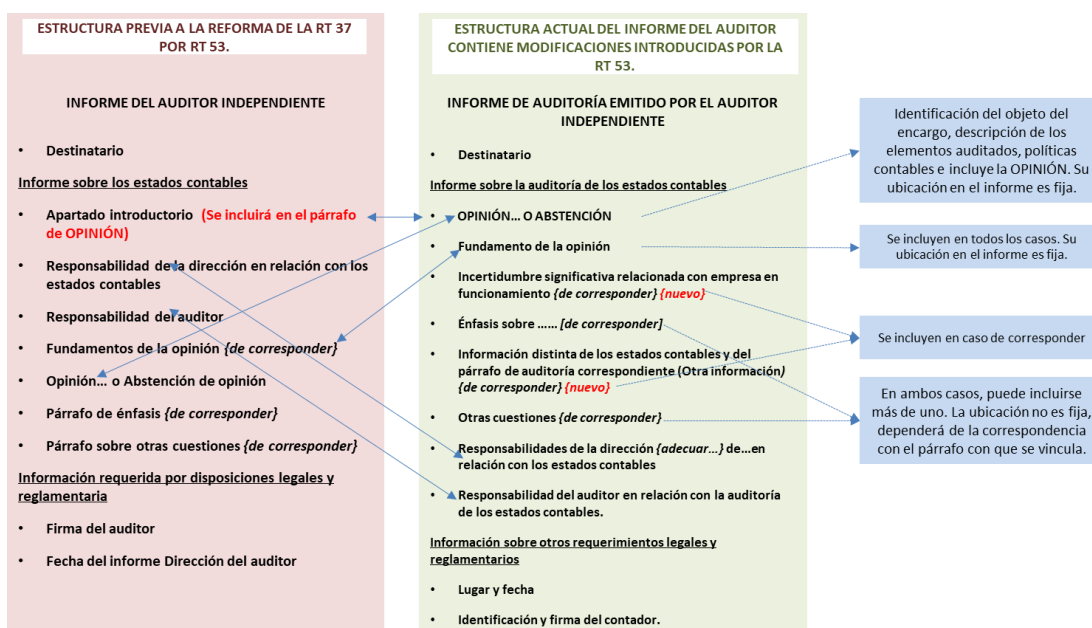 ESTRUCTURA PREVIA A LA REFORMA DE LA RT 37
POR RT 53.
INFORME DEL AUDITOR INDEPENDIENTE
• Destinatario
Informe sobre los estados contables
• Apartado introductorio (Se incluirá en el párrafo
de OPINIÓN)
• Responsabilidad de la dirección en relación con los
estados contables
• Responsabilidad del auditor
• Fundamentos de la opinión {de corresponder}
• Opinión... o Abstención de opinión
• Párrafo de énfasis {de corresponder}
• Párrafo sobre otras cuestiones {de corresponder}
Información requerida por disposiciones legales y
reglamentaria
• Firma del auditor
• Fecha del informe Dirección del auditor
ESTRUCTURA ACTUAL DEL INFORME DEL AUDITOR
CONTIENE MODIFICACIONES INTRODUCIDAS POR LA
RT 53.
INFORME DE AUDITORÍA EMITIDO POR EL AUDITOR
INDEPENDIENTE
• Destinatario
Informe sobre la auditoría de los estados contables
• OPINIÓN... O ABSTENCIÓN
• Fundamento de la opinión
• Incertidumbre significativa relacionada con empresa en
funcionamiento {de corresponder} {nuevo}
• Énfasis sobre ...... [de corresponder]
• Información distinta de los estados contables y del
párrafo de auditoría correspondiente (Otra información)
{de corresponder} {nuevo}
• Otras cuestiones {de corresponder}
• Responsabilidades de la dirección {adecuar...} de...en
relación con los estados contables
• Responsabilidad del auditor en relación con la auditoría
de los estados contables.
Información sobre otros requerimientos legales y
reglamentarios
• Lugar y fecha
• Identificación y firma del contador.
Identificación del objeto del
encargo, descripción de los
elementos auditados, políticas
contables e incluye la OPINIÓN. Su
ubicación en el informe es fija.
Se incluyen en todos los casos. Su
ubicación en el informe es fija.
Se incluyen en caso de corresponder
En ambos casos, puede incluirse
más de uno. La ubicación no es fija,
dependerá de la correspondencia
con el párrafo con que se vincula.